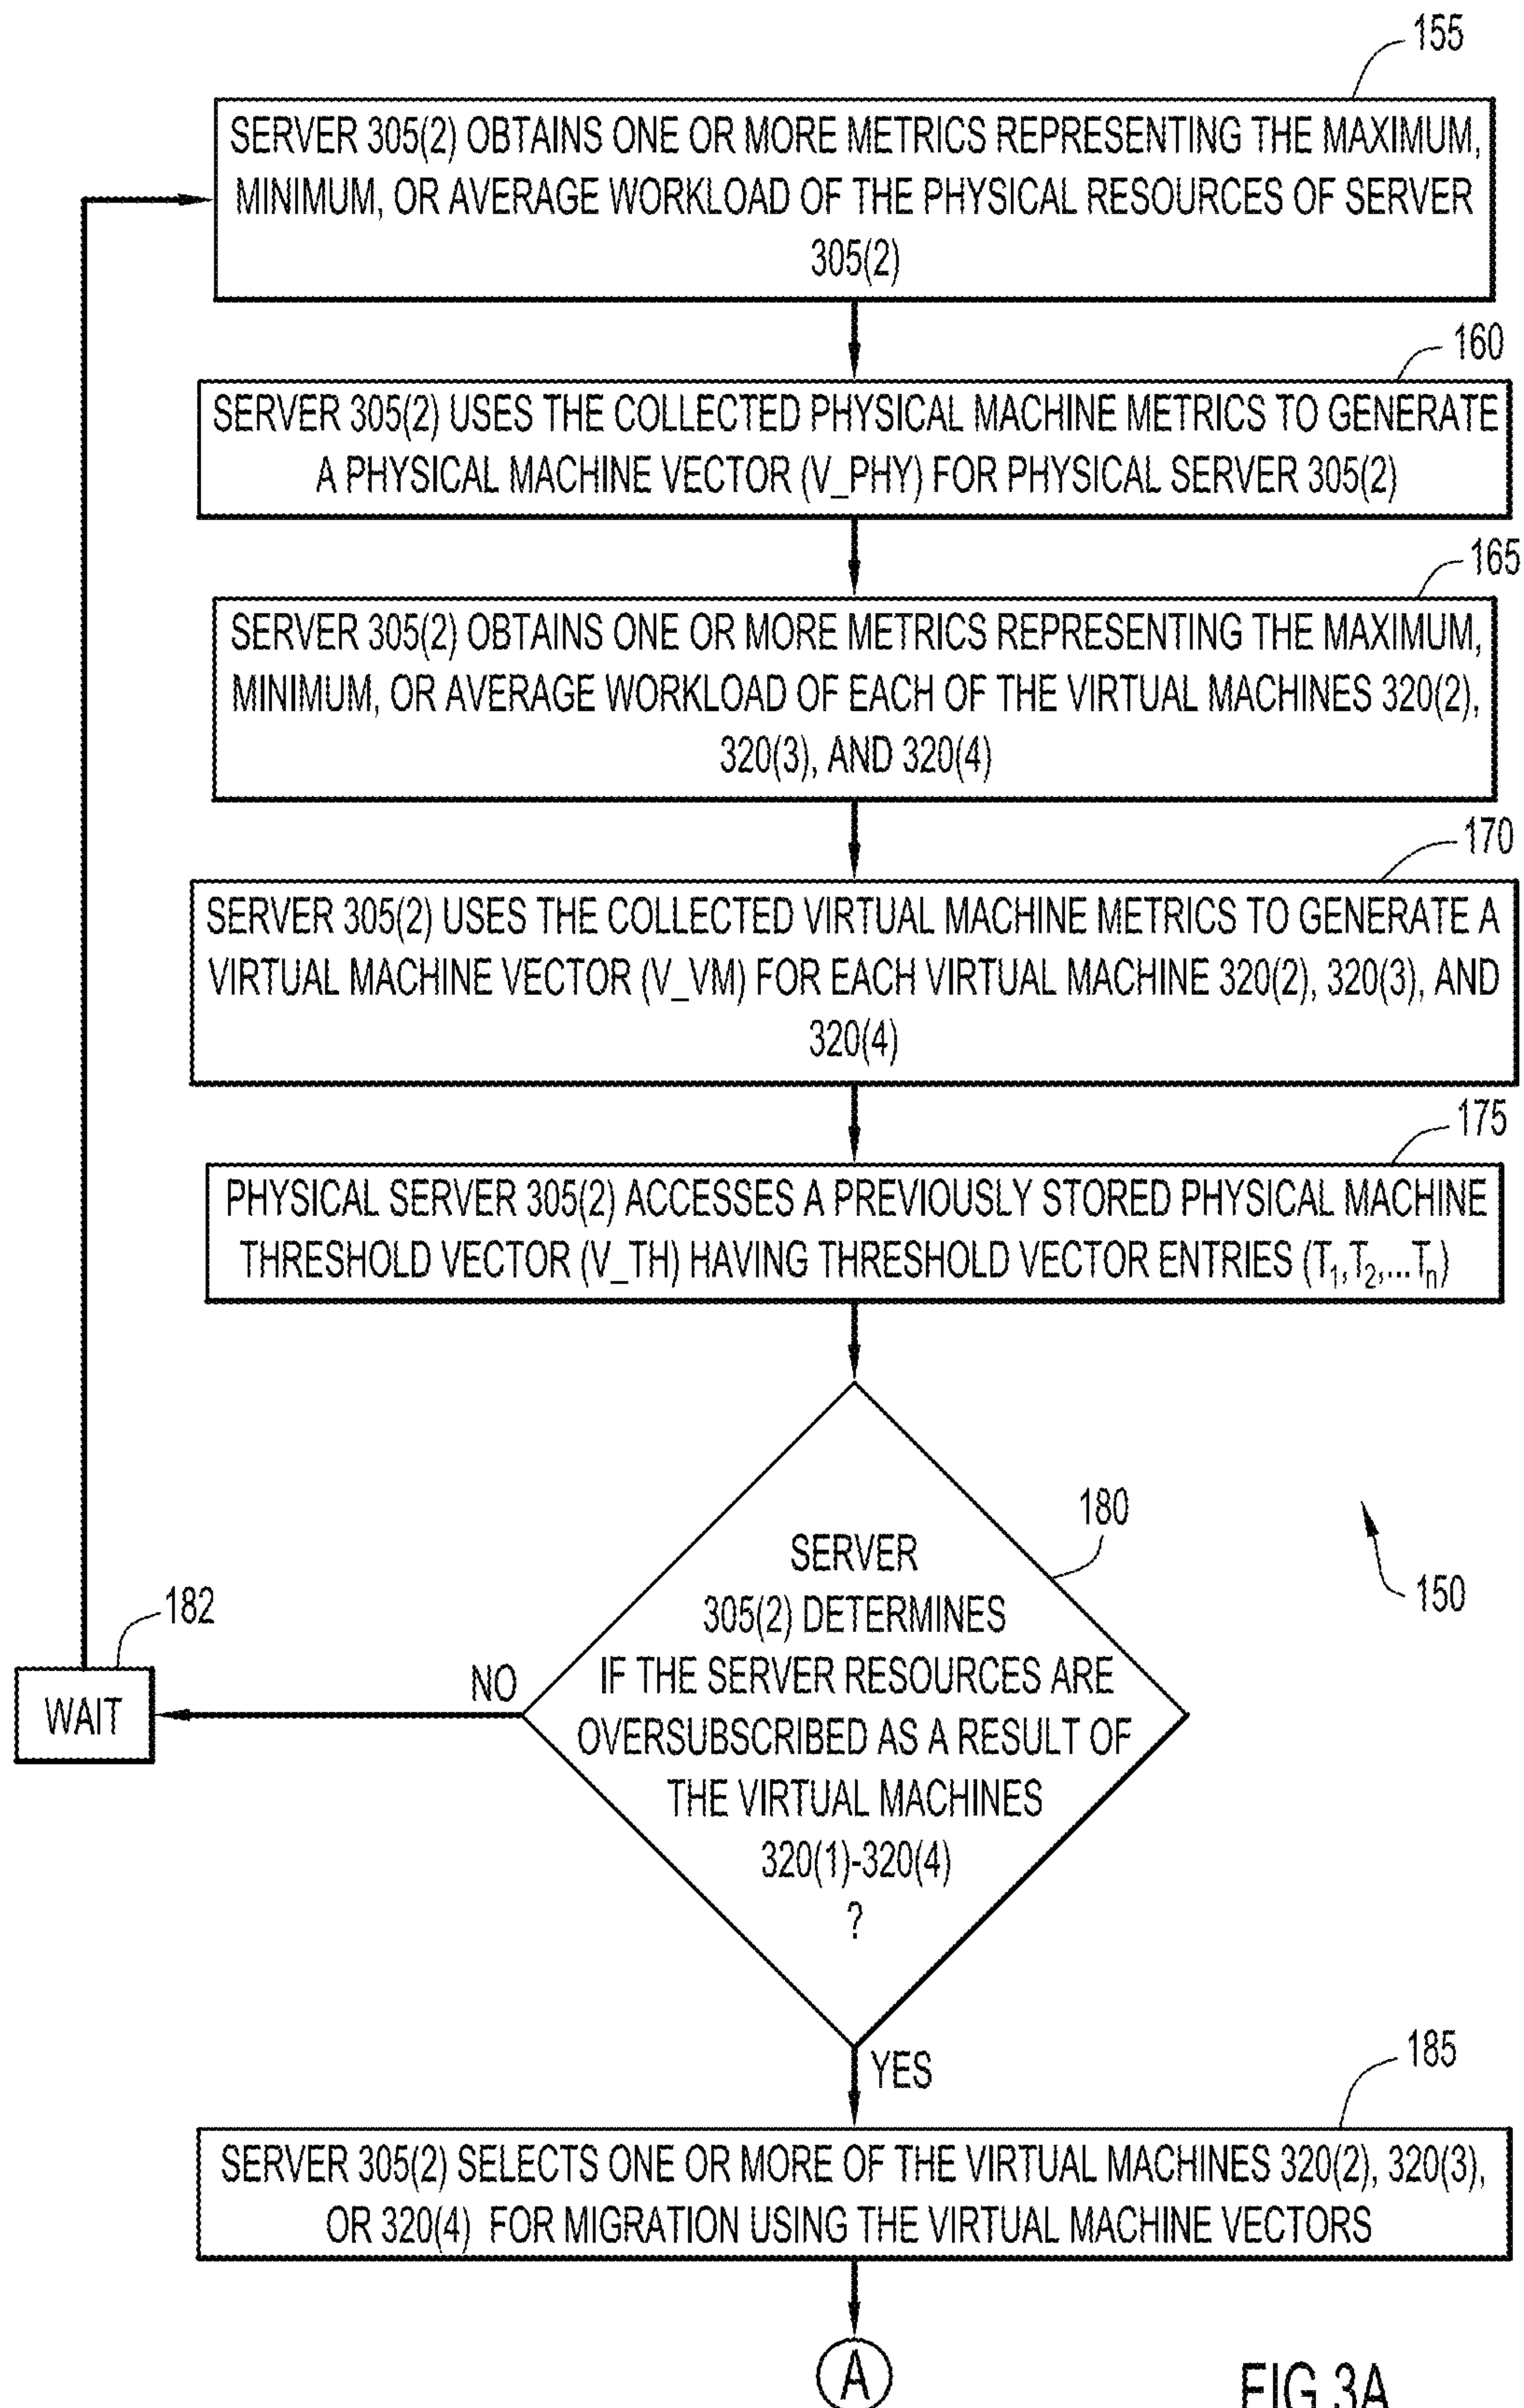 155
SERVER 305(2) OBTAINS ONE OR MORE METRICS REPRESENTING THE MAXIMUM,
MINIMUM, OR AVERAGE WORKLOAD OF THE PHYSICAL RESOURCES OF SERVER
305(2)
160
SERVER 305(2) USES THE COLLECTED PHYSICAL MACHINE METRICS TO GENERATE
A PHYSICAL MACHINE VECTOR (V_PHY) FOR PHYSICAL SERVER 305(2)
165
SERVER 305(2) OBTAINS ONE OR MORE METRICS REPRESENTING THE MAXIMUM,
MINIMUM, OR AVERAGE WORKLOAD OF EACH OF THE VIRTUAL MACHINES 320(2),
320(3), AND 320(4)
170
SERVER 305(2) USES THE COLLECTED VIRTUAL MACHINE METRICS TO GENERATE A
VIRTUAL MACHINE VECTOR (V_VM) FOR EACH VIRTUAL MACHINE 320(2), 320(3), AND
320(4)
175
PHYSICAL SERVER 305(2) ACCESSES A PREVIOUSLY STORED PHYSICAL MACHINE
THRESHOLD VECTOR (V_TH) HAVING THRESHOLD VECTOR ENTRIES (T₁,T₂,...Tₙ)
180
SERVER
305(2) DETERMINES
IF THE SERVER RESOURCES ARE
OVERSUBSCRIBED AS A RESULT OF
THE VIRTUAL MACHINES
320(1)-320(4)
?
150
182
NO
WAIT
YES
185
SERVER 305(2) SELECTS ONE OR MORE OF THE VIRTUAL MACHINES 320(2), 320(3),
OR 320(4) FOR MIGRATION USING THE VIRTUAL MACHINE VECTORS
A
FIG.3A